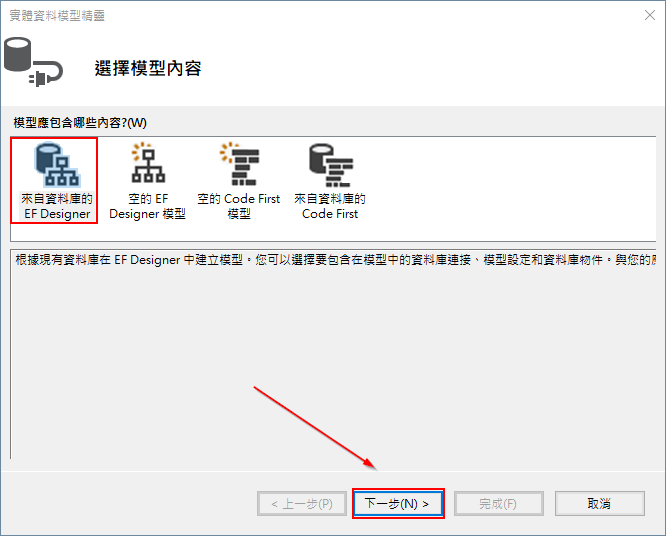 實體資料模型精靈
選擇模型內容
模型應包含哪些內容?(W)
來自資料庫的
EF Designer
空的 EF
Designer 模型
空的 Code First
模型
來自資料庫的
Code First
根據現有資料庫在 EF Designer 中建立模型。您可以選擇要包含在模型中的資料庫連接、模型設定和資料庫物件。與您的
< 上一步(P)
下一步(N) >
完成(F)
取消